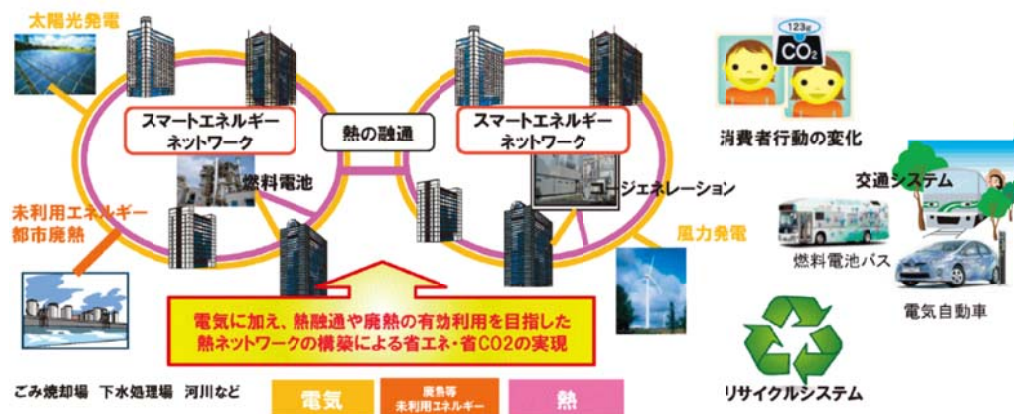 太陽光発電
スマートエネルギー
ネットワーク
熱の融通
スマートエネルギー
ネットワーク
燃料電池
コージェネレーション
未利用エネルギー
都市廃熱
風力発電
電気に加え、熱融通や廃熱の有効利用を目指した
熱ネットワークの構築による省エネ・省CO2の実現
ごみ焼却場 下水処理場 河川など
電気
廃熱等
未利用エネルギー
熱
123g
CO2
消費者行動の変化
交通システム
燃料電池バス
電気自動車
リサイクルシステム